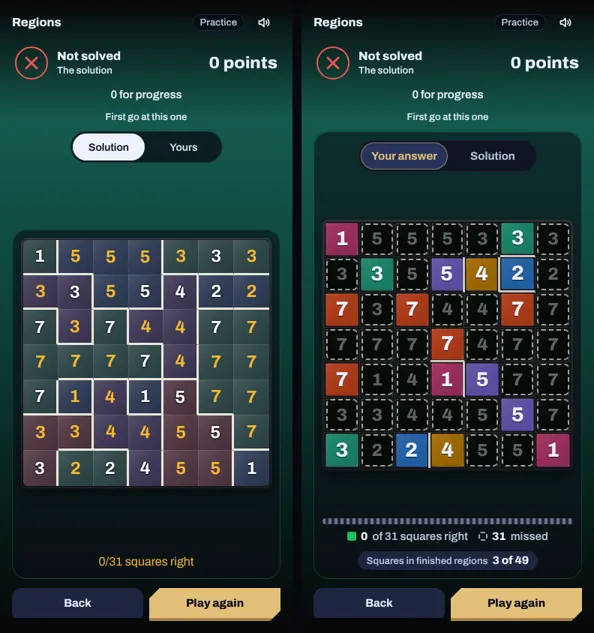 Regions
Practice
Not solved
The solution
0 points
0 for progress
First go at this one
Solution
Yours
1 5 5 5 3 3 3
3 3 5 5 4 2 2
7 3 7 4 4 7 7
7 7 7 7 4 7 7
7 1 4 1 5 7 7
3 3 4 4 5 5 7
3 2 2 4 5 5 1
0/31 squares right
Back
Play again
Regions
Practice
Not solved
The solution
0 points
0 for progress
First go at this one
Your answer
Solution
1 5 5 5 3 3 3
3 3 5 5 4 2 2
7 3 7 4 4 7 7
7 7 7 7 4 7 7
7 1 4 1 5 7 7
3 3 4 4 5 5 7
3 2 2 4 5 5 1
0 of 31 squares right
31 missed
Squares in finished regions 3 of 49
Back
Play again